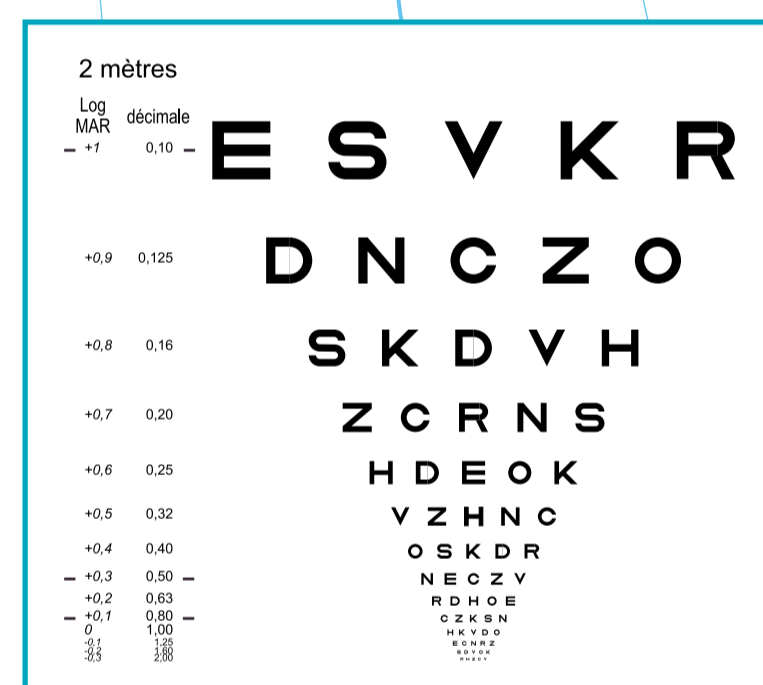 2 mètres
Log MAR décimale
+1 0,10 E S V K R
+0,9 0,125 D N C Z O
+0,8 0,16 S K D V H
+0,7 0,20 Z C R N S
+0,6 0,25 H D E O K
+0,5 0,32 V Z H N C
+0,4 0,40 O S K D R
+0,3 0,50 N E C Z V
+0,2 0,63 R D H O E
+0,1 0,80 C Z K S N
0 1,00 H K V D O
-0,1 1,25 E C N R Z
-0,2 1,60 S D V O K
-0,3 2,00 R H Z C V